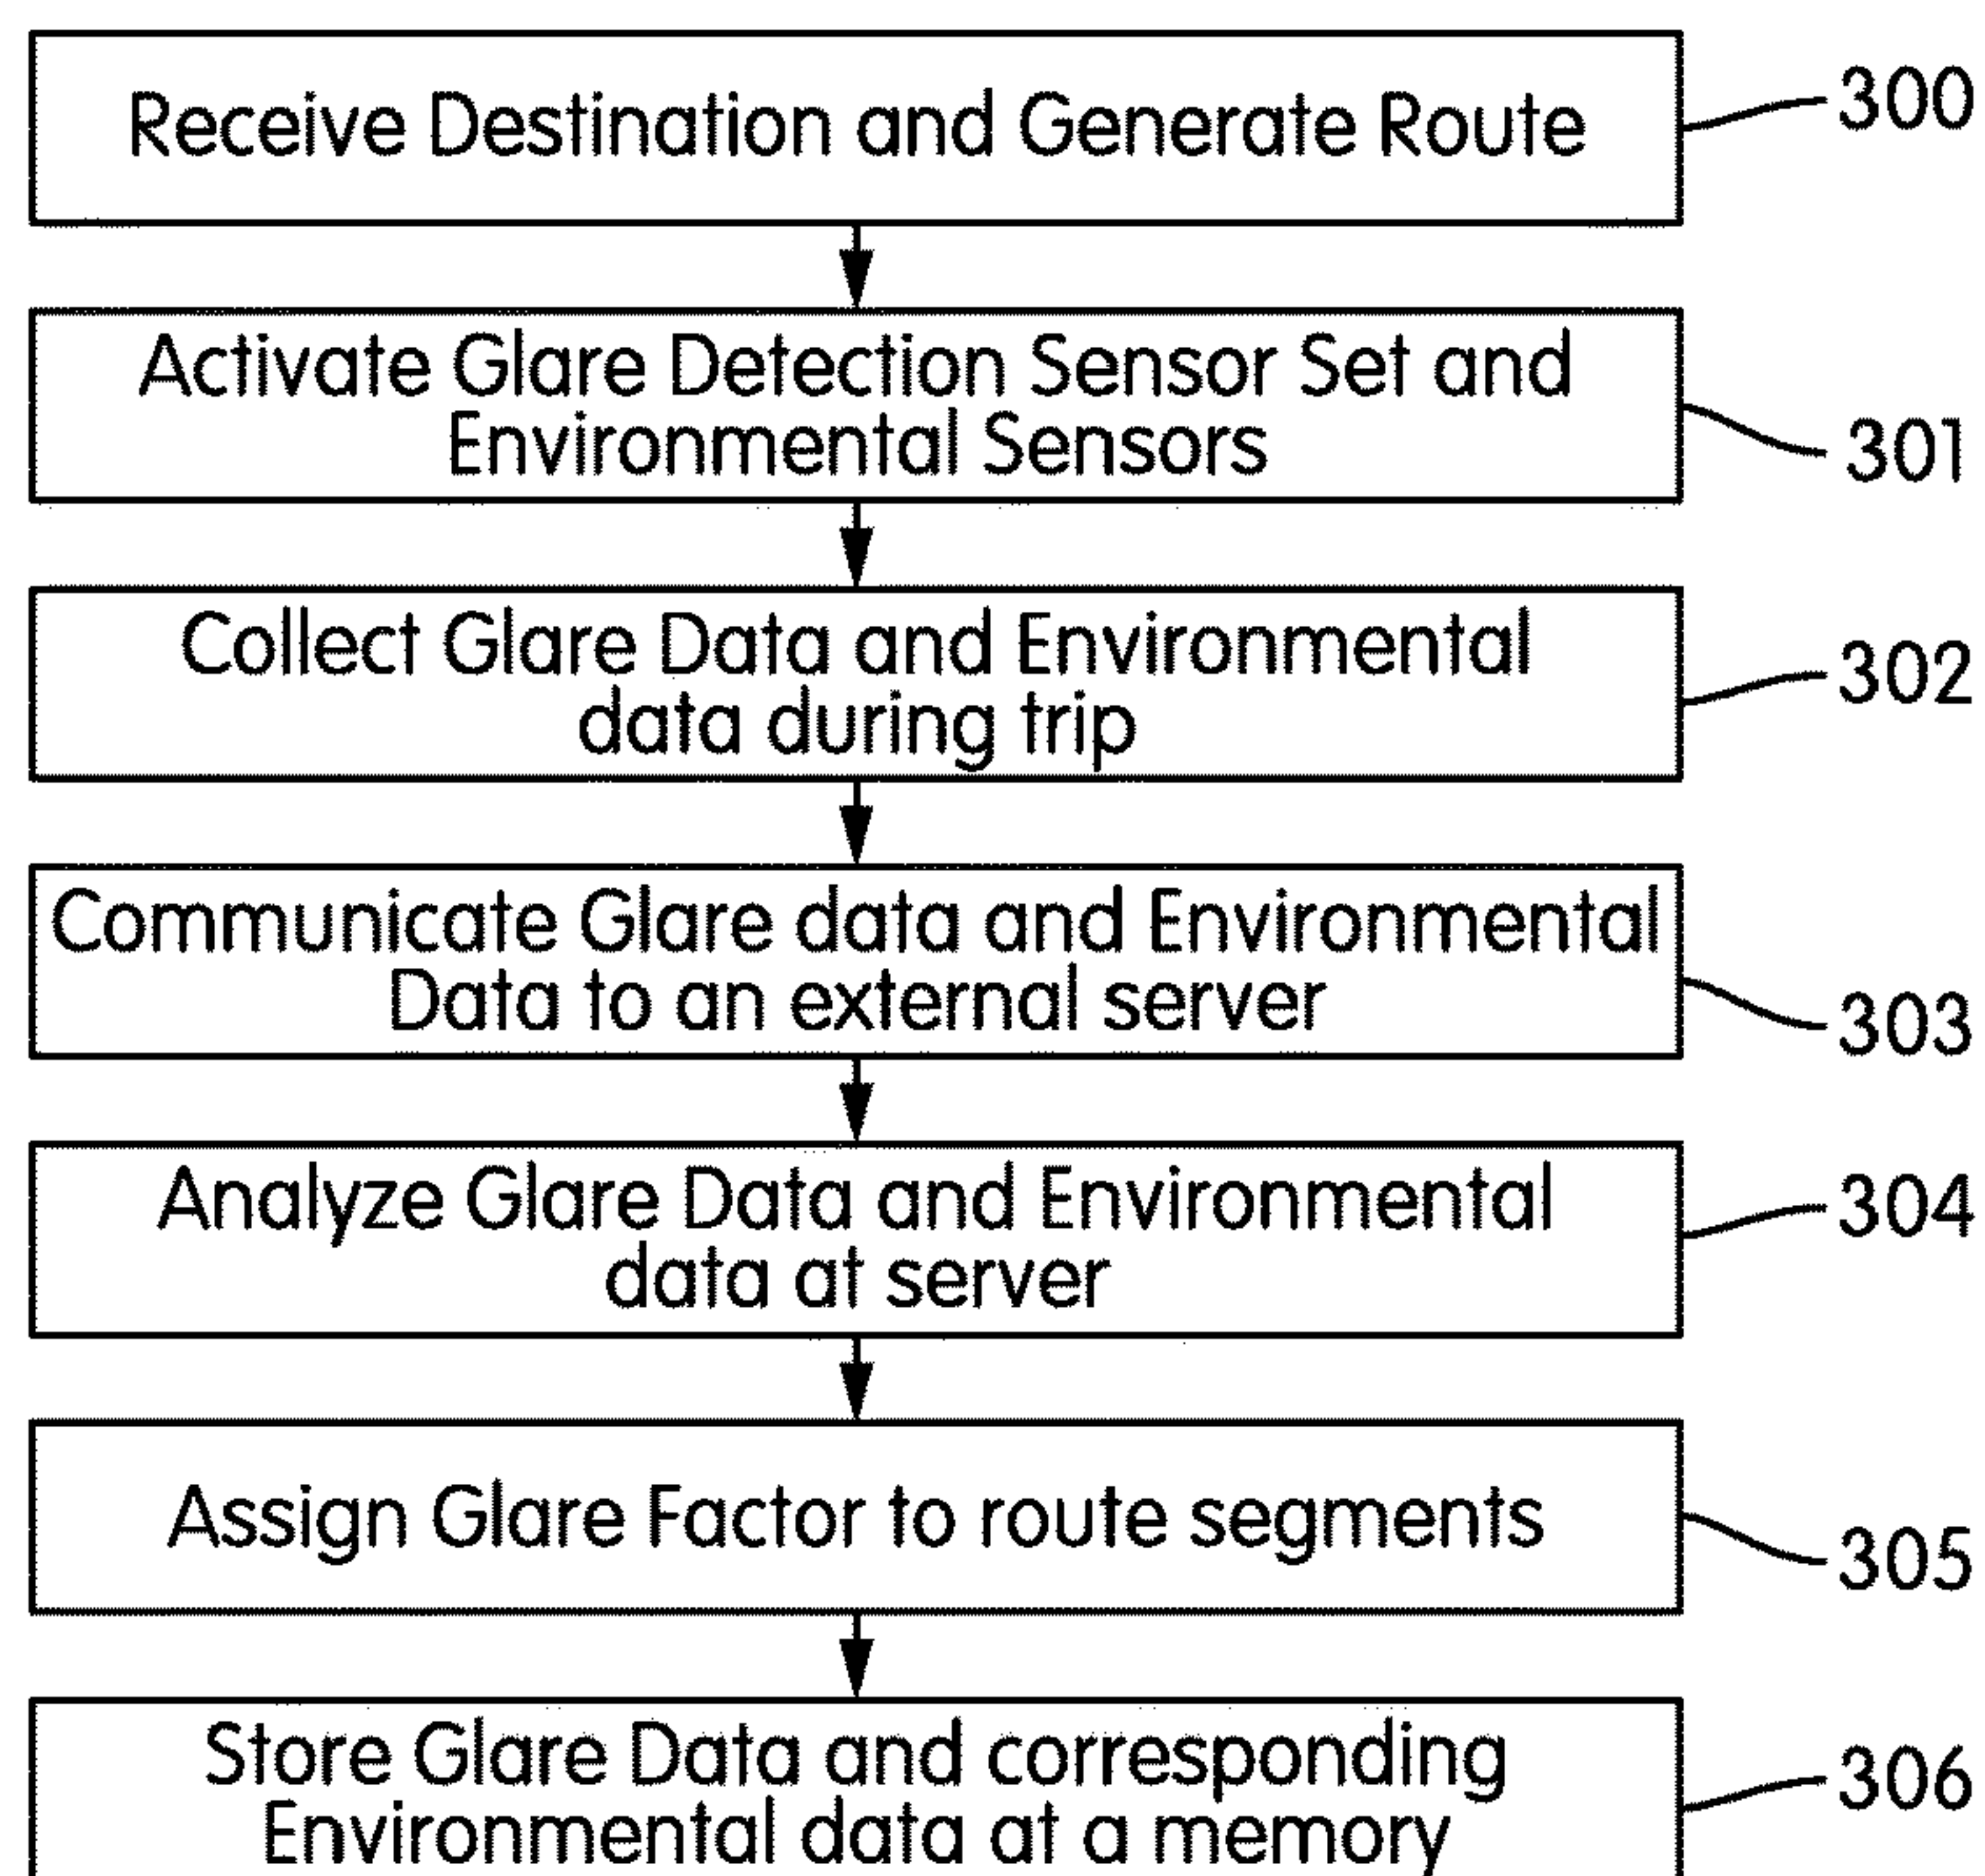 Receive Destination and Generate Route
300
Activate Glare Detection Sensor Set and
Environmental Sensors
301
Collect Glare Data and Environmental
data during trip
302
Communicate Glare data and Environmental
Data to an external server
303
Analyze Glare Data and Environmental
data at server
304
Assign Glare Factor to route segments
305
Store Glare Data and corresponding
Environmental data at a memory
306